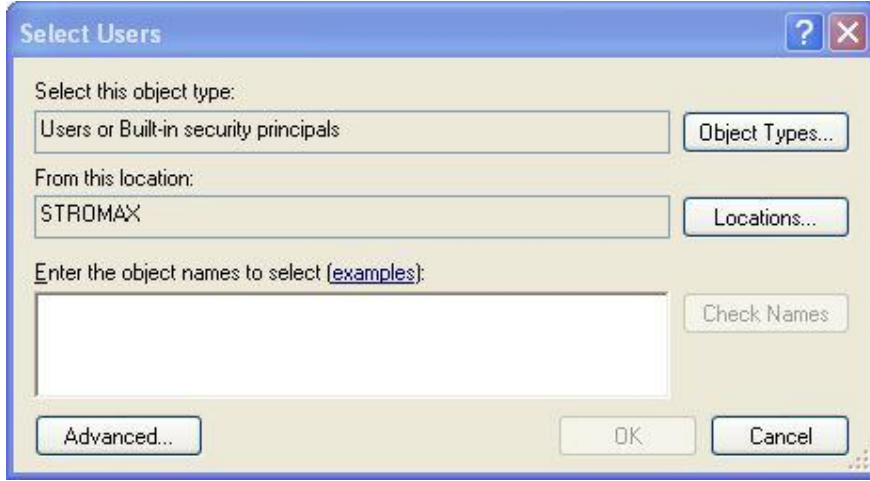 Select Users
Select this object type:
Users or Built-in security principals
Object Types...
From this location:
STROMAX
Locations...
Enter the object names to select (examples):
Check Names
Advanced...
OK
Cancel